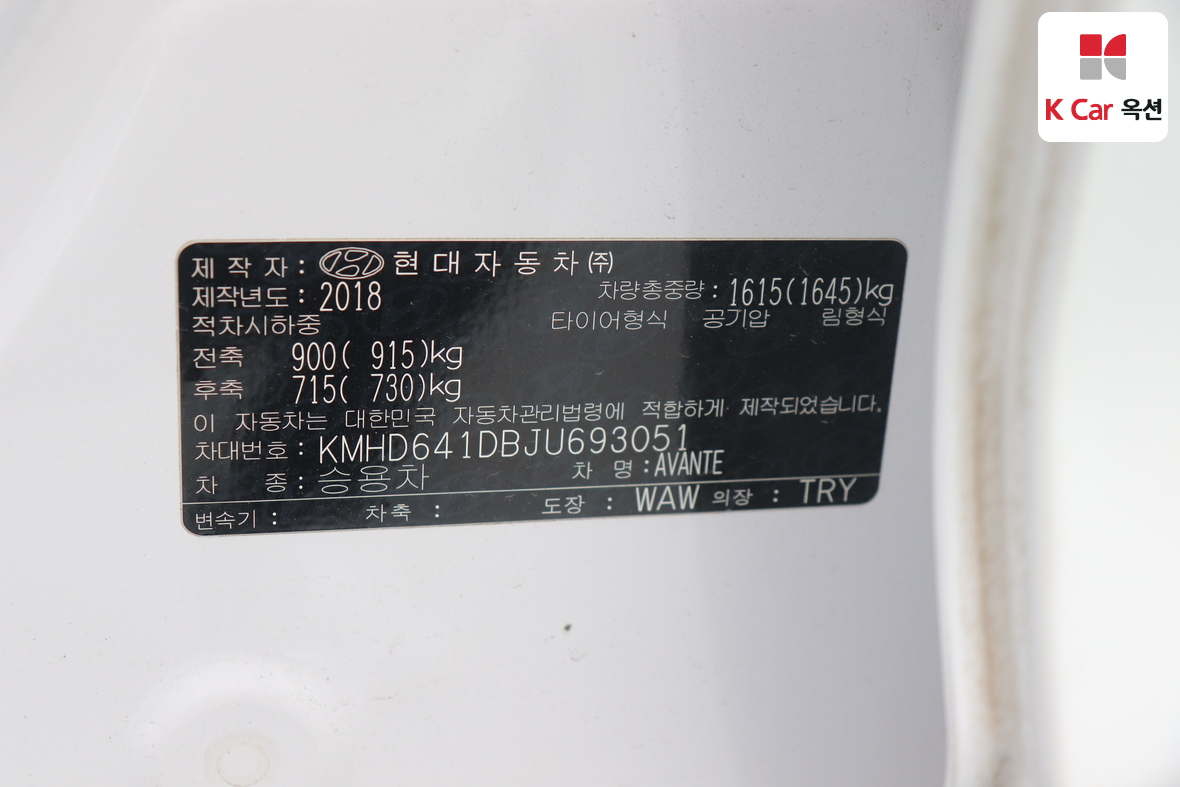 K Car 옥션
제 작 자 : 현 대 자 동 차 ㈜
제작년도 : 2018 차량총중량 : 1615(1645)kg
적차시하중 타이어형식 공기압 림형식
전축 900( 915)kg
후축 715( 730)kg
이 자동차는 대한민국 자동차관리법령에 적합하게 제작되었습니다.
차대번호 : KMHD641DBJU693051
차 종 : 승용차 차 명 : AVANTE
변속기 : 차축 : 도장 : WAW 의장 : TRY